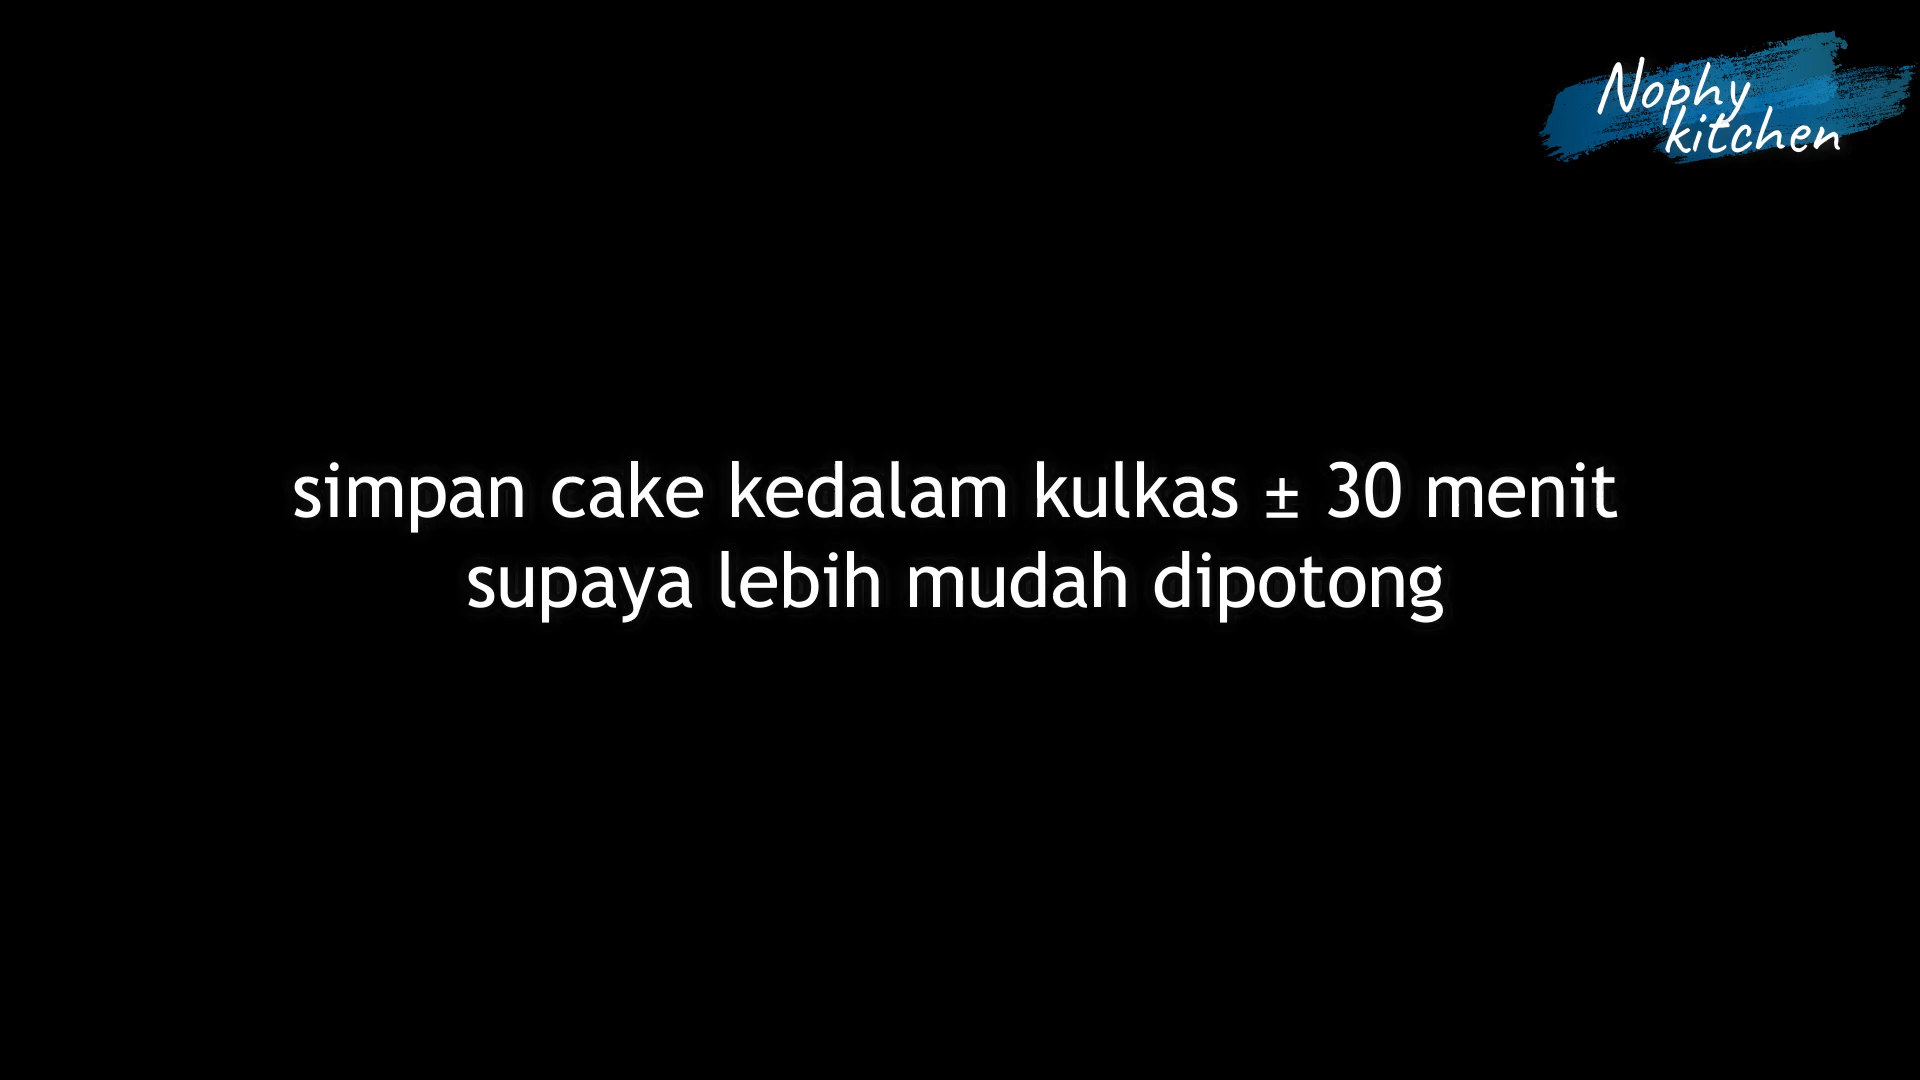 Nophy
kitchen
simpan cake kedalam kulkas ± 30 menit
supaya lebih mudah dipotong